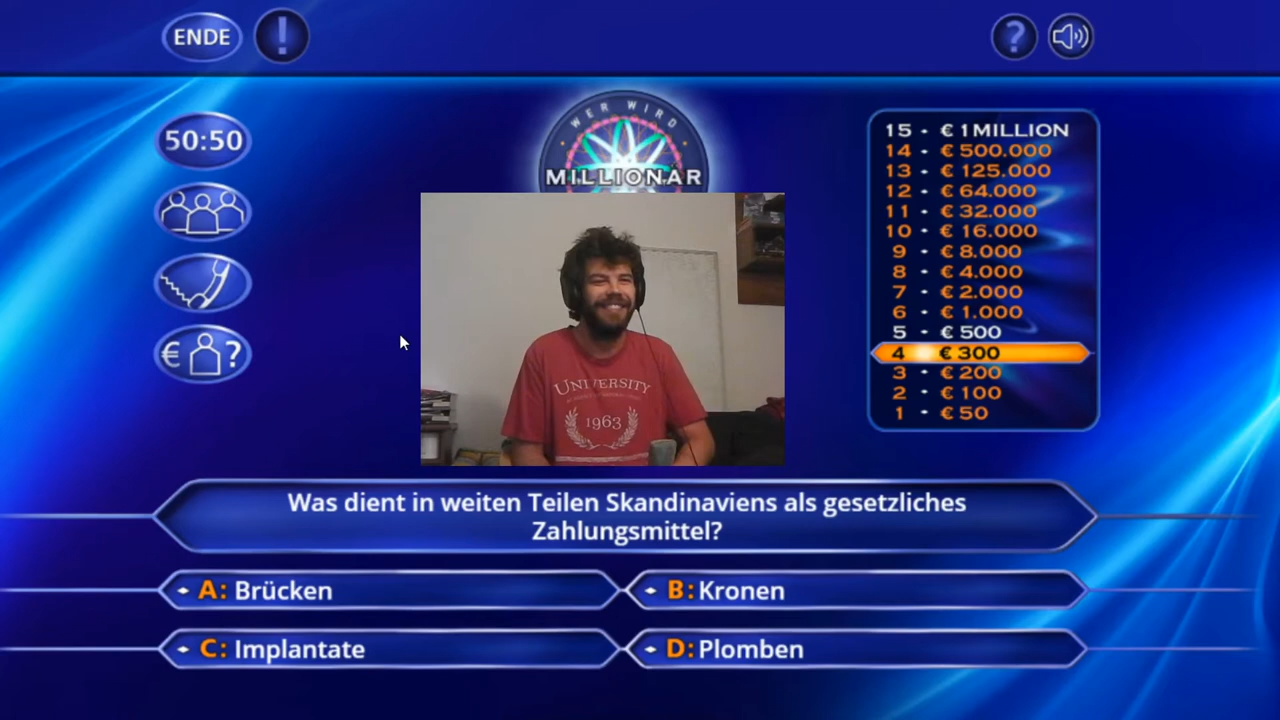 ENDE
!
?
50:50
€ ?
WER WIRD
MILLIONÄR
15 • € 1 MILLION
14 • € 500.000
13 • € 125.000
12 • € 64.000
11 • € 32.000
10 • € 16.000
9 • € 8.000
8 • € 4.000
7 • € 2.000
6 • € 1.000
5 • € 500
4 € 300
3 • € 200
2 • € 100
1 • € 50
UNIVERSITY
1963
Was dient in weiten Teilen Skandinaviens als gesetzliches
Zahlungsmittel?
A: Brücken
B: Kronen
C: Implantate
D: Plomben